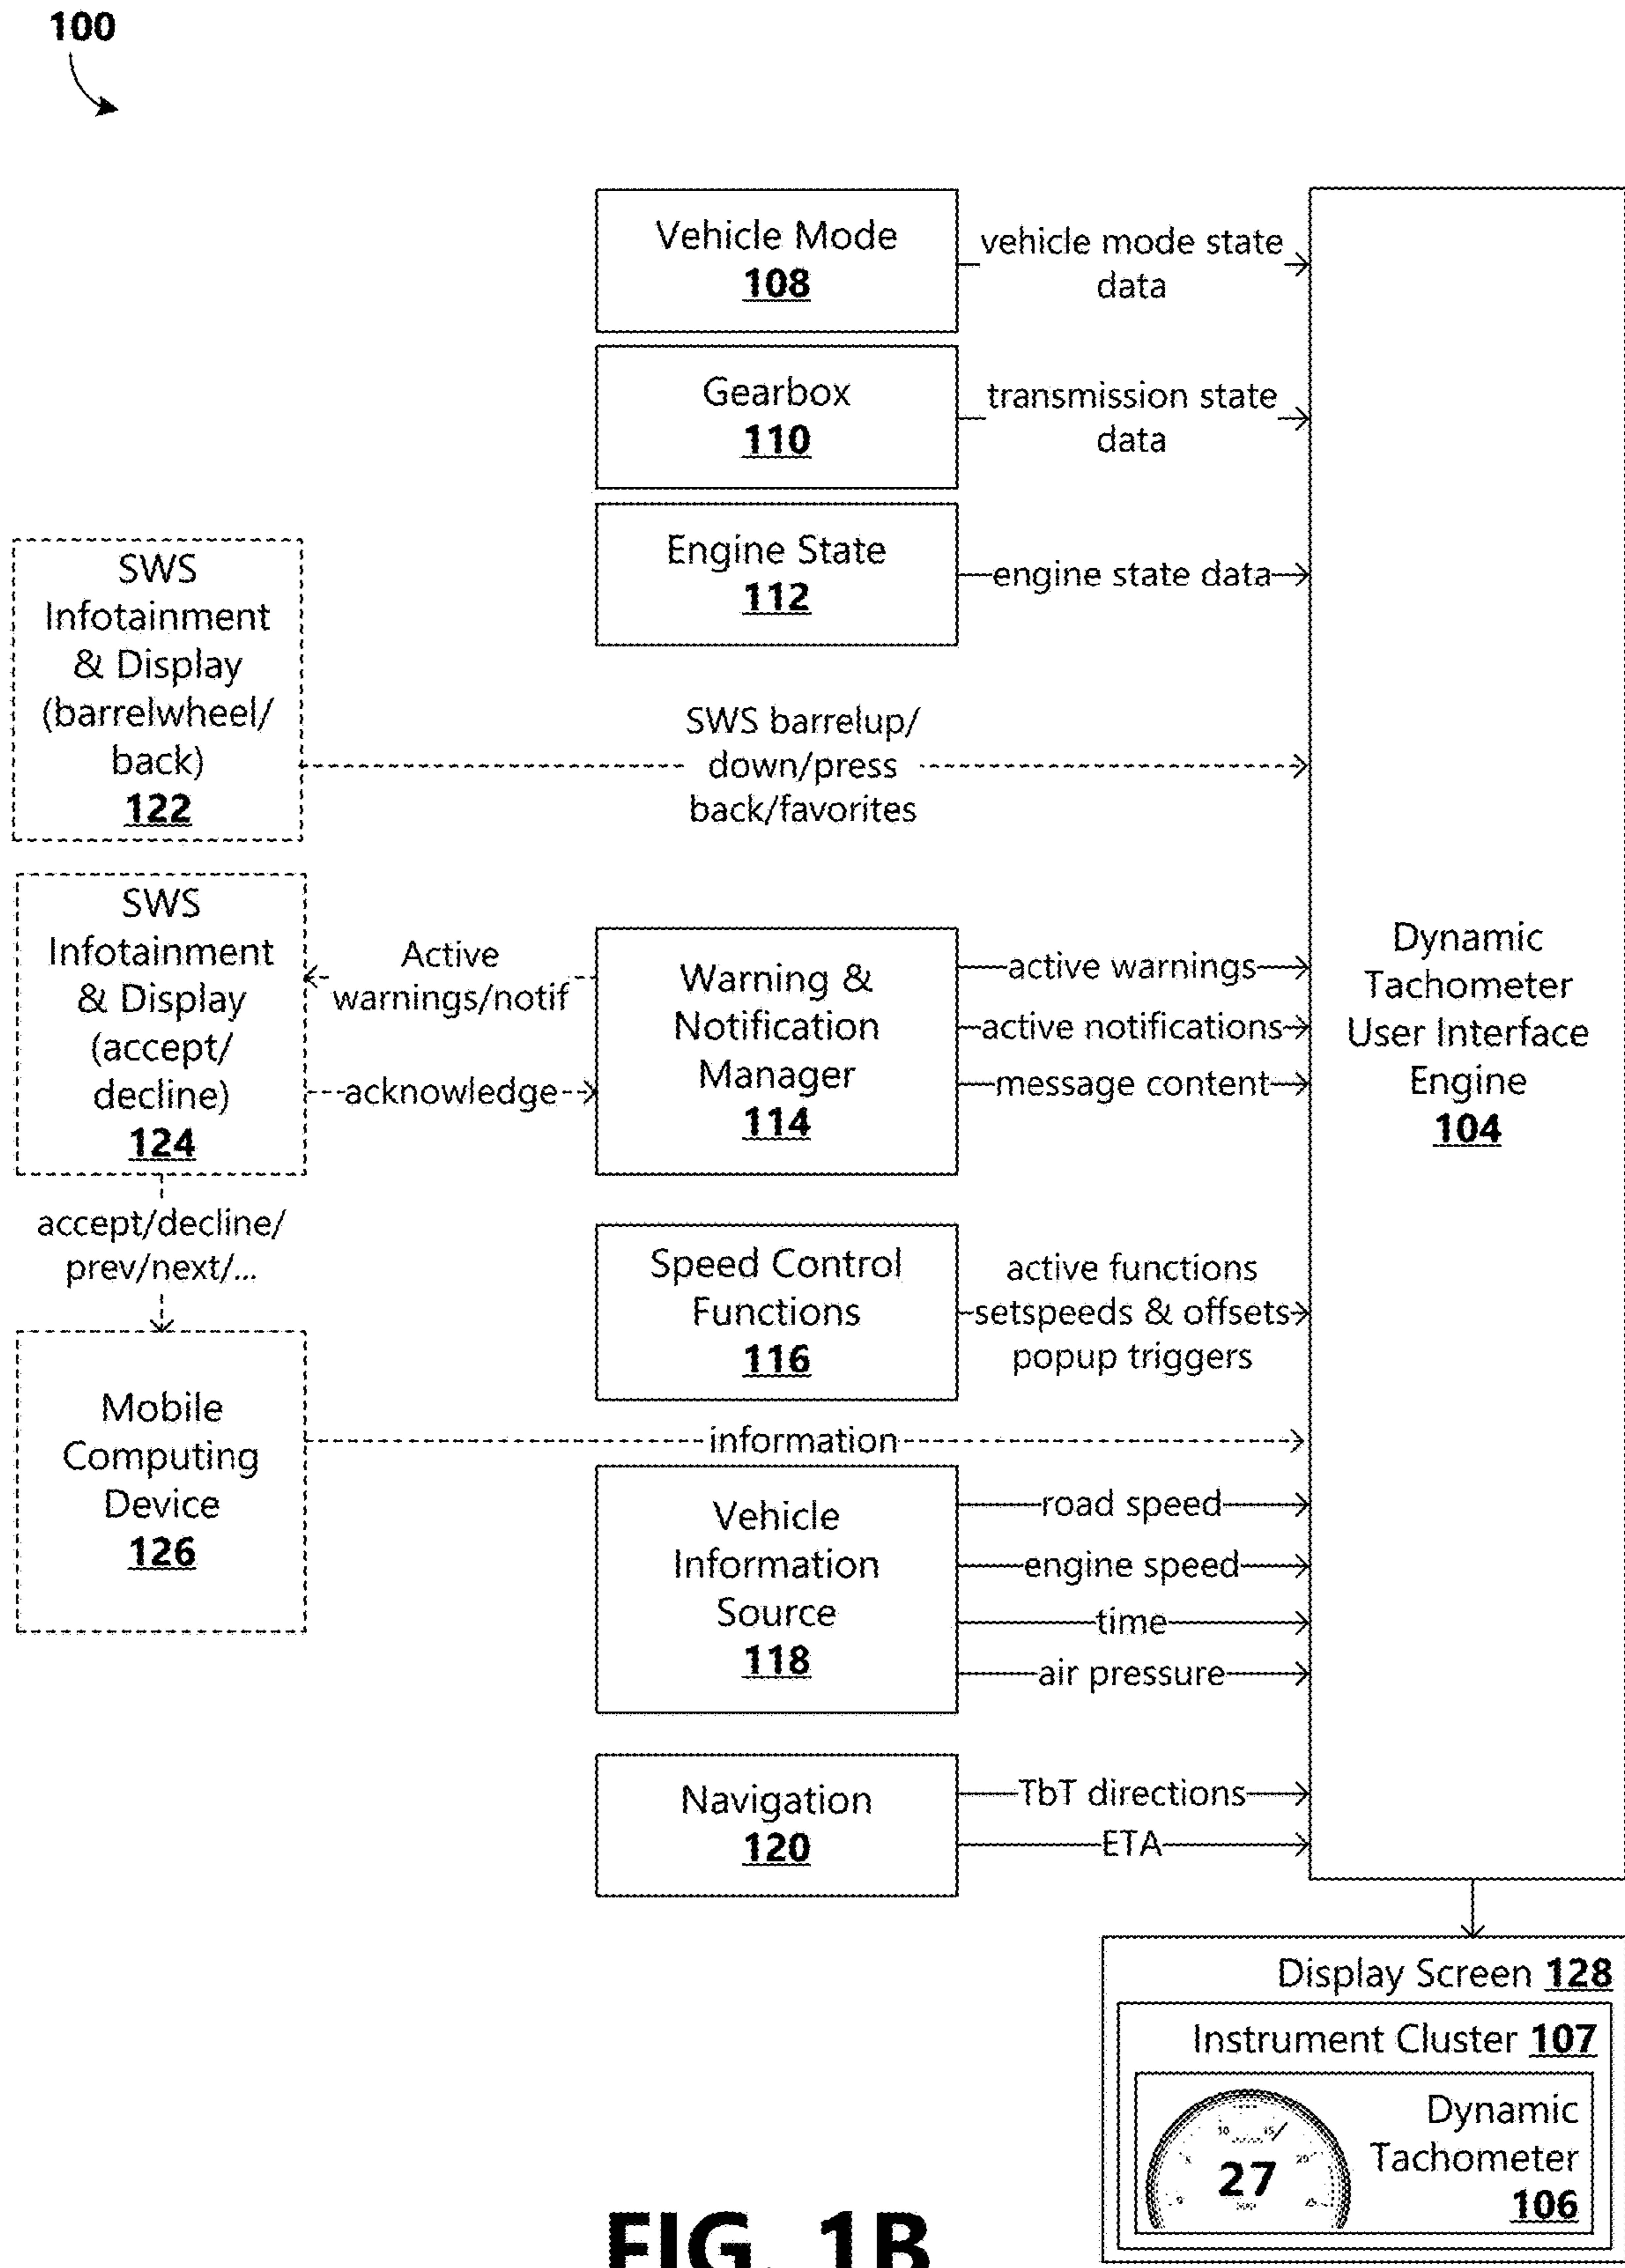 100
Vehicle Mode
108
vehicle mode state
data
Gearbox
110
transmission state
data
Engine State
112
engine state data
SWS
Infotainment
& Display
(barrelwheel/
back)
122
SWS barrelup/
down/press
back/favorites
SWS
Infotainment
& Display
(accept/
decline)
124
Active
warnings/notif
acknowledge
Warning &
Notification
Manager
114
active warnings
active notifications
message content
Dynamic
Tachometer
User Interface
Engine
104
accept/decline/
prev/next/...
Speed Control
Functions
116
active functions
setspeeds & offsets
popup triggers
Mobile
Computing
Device
126
information
Vehicle
Information
Source
118
road speed
engine speed
time
air pressure
Navigation
120
TbT directions
ETA
Display Screen 128
Instrument Cluster 107
Dynamic
Tachometer
106
10
15
20
27
FIG. 1B